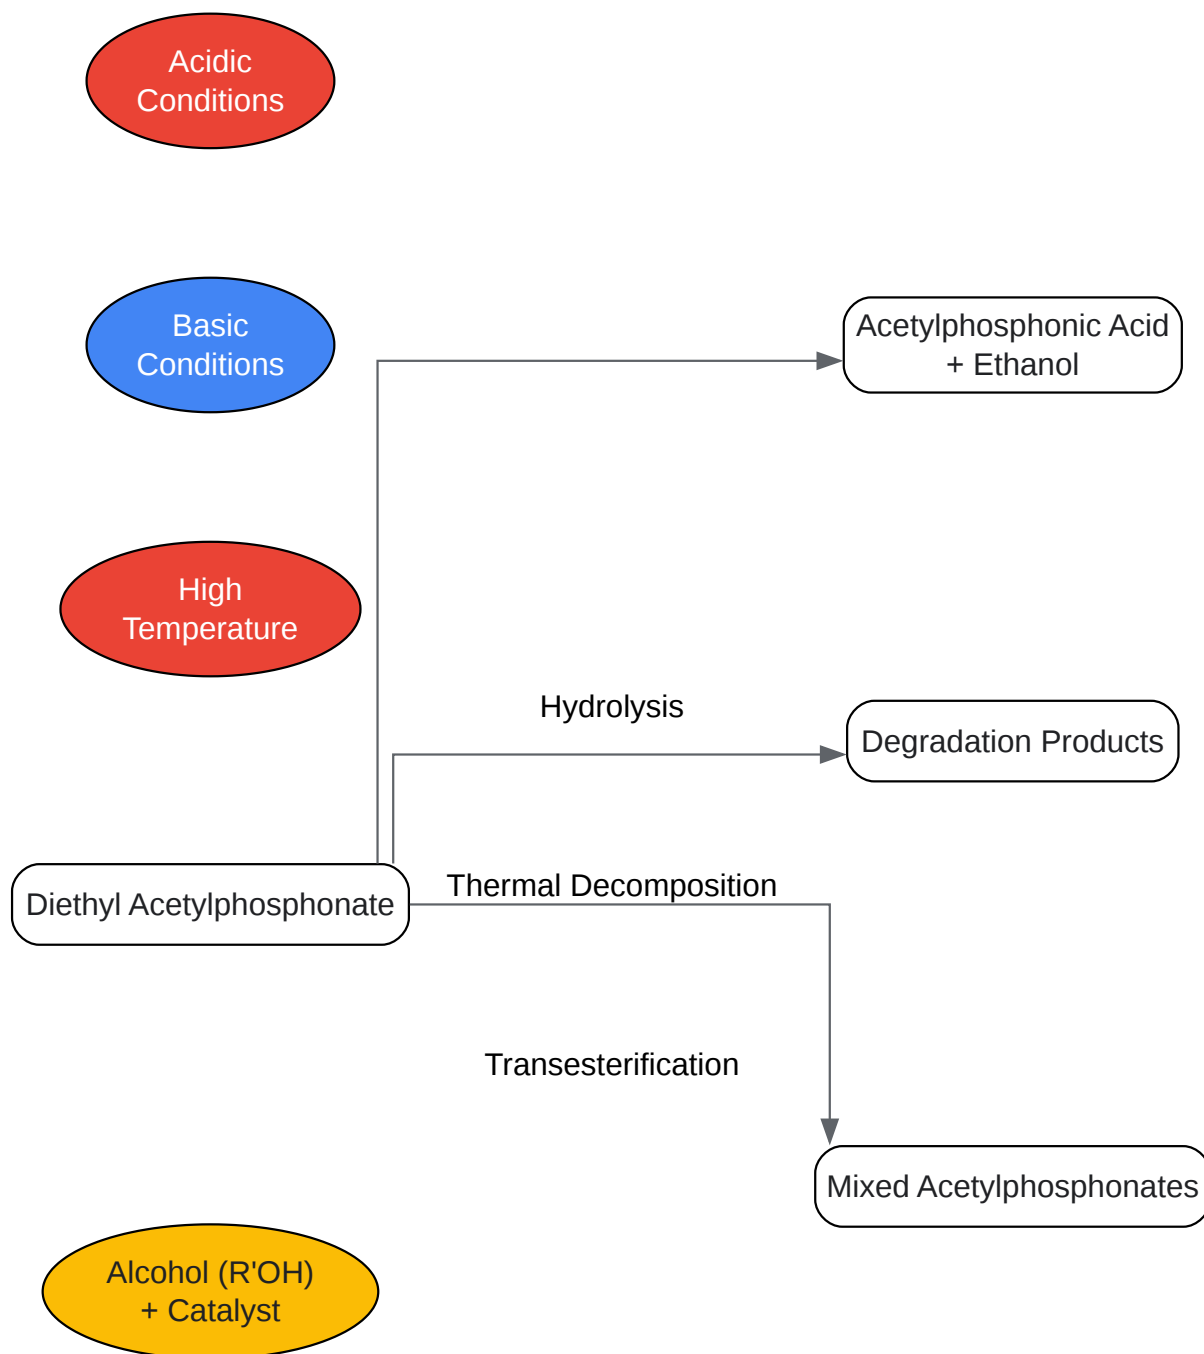 Acidic
Conditions
Basic
Conditions
Acetylphosphonic Acid
+ Ethanol
High
Temperature
Hydrolysis
Degradation Products
Thermal Decomposition
Diethyl Acetylphosphonate
Transesterification
Mixed Acetylphosphonates
Alcohol (R'OH)
+ Catalyst